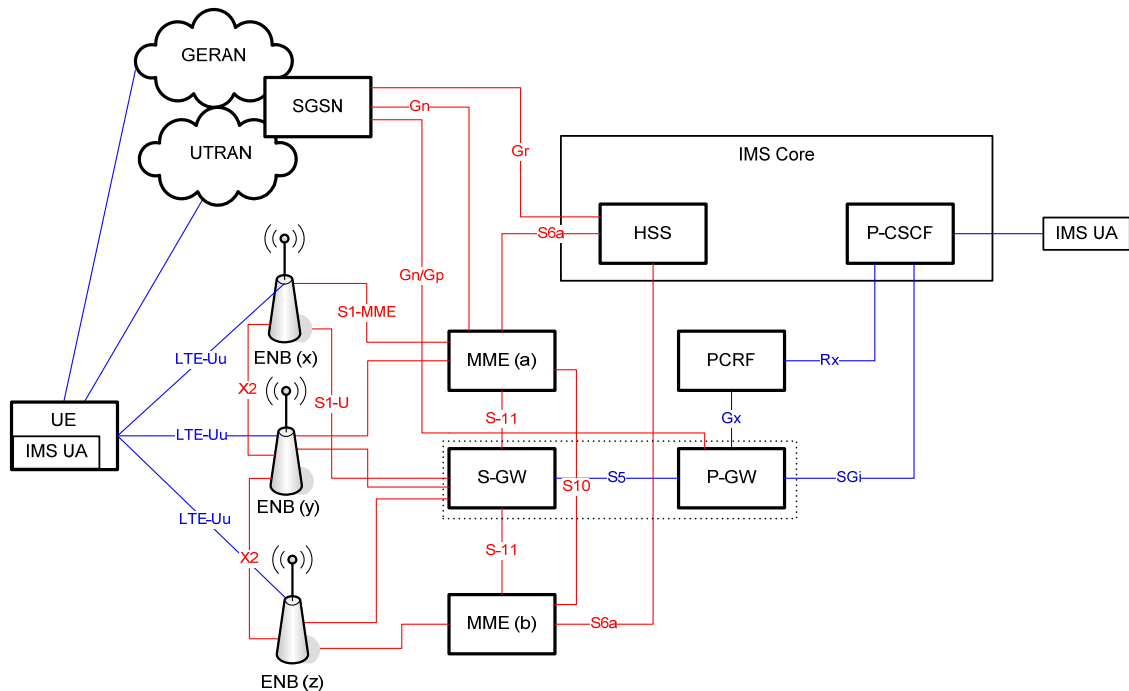 GERAN
SGSN
Gn
UTRAN
Gr
IMS Core
HSS
P-CSCF
IMS UA
S6a
Gn/Gp
S1-MME
ENB (x)
LTE-Uu
MME (a)
PCRF
Rx
X2
S1-U
UE
IMS UA
LTE-Uu
S-11
Gx
S-GW
S5
P-GW
SGi
S10
ENB (y)
LTE-Uu
X2
S-11
MME (b)
S6a
ENB (z)